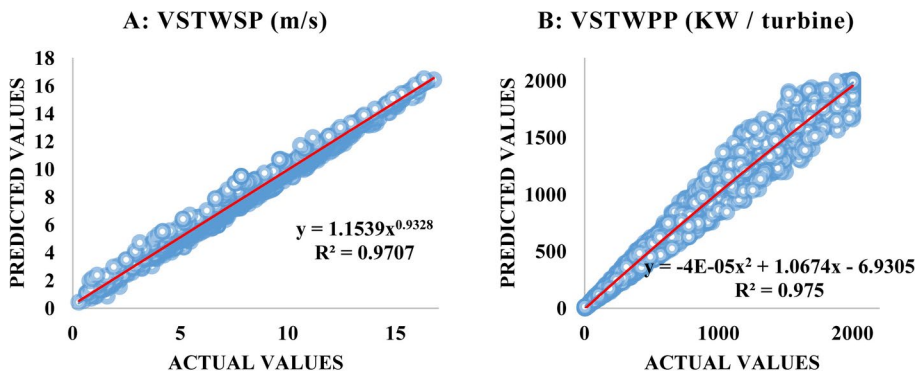 A: VSTWSP (m/s)
PREDICTED VALUES
18
16
14
12
10
8
6
4
2
0
y = 1.1539x^0.9328
R² = 0.9707
0 5 10 15
ACTUAL VALUES
B: VSTWPP (KW / turbine)
PREDICTED VALUES
2000
1500
1000
500
0
y = -4E-05x² + 1.0674x - 6.9305
R² = 0.975
0 1000 2000
ACTUAL VALUES